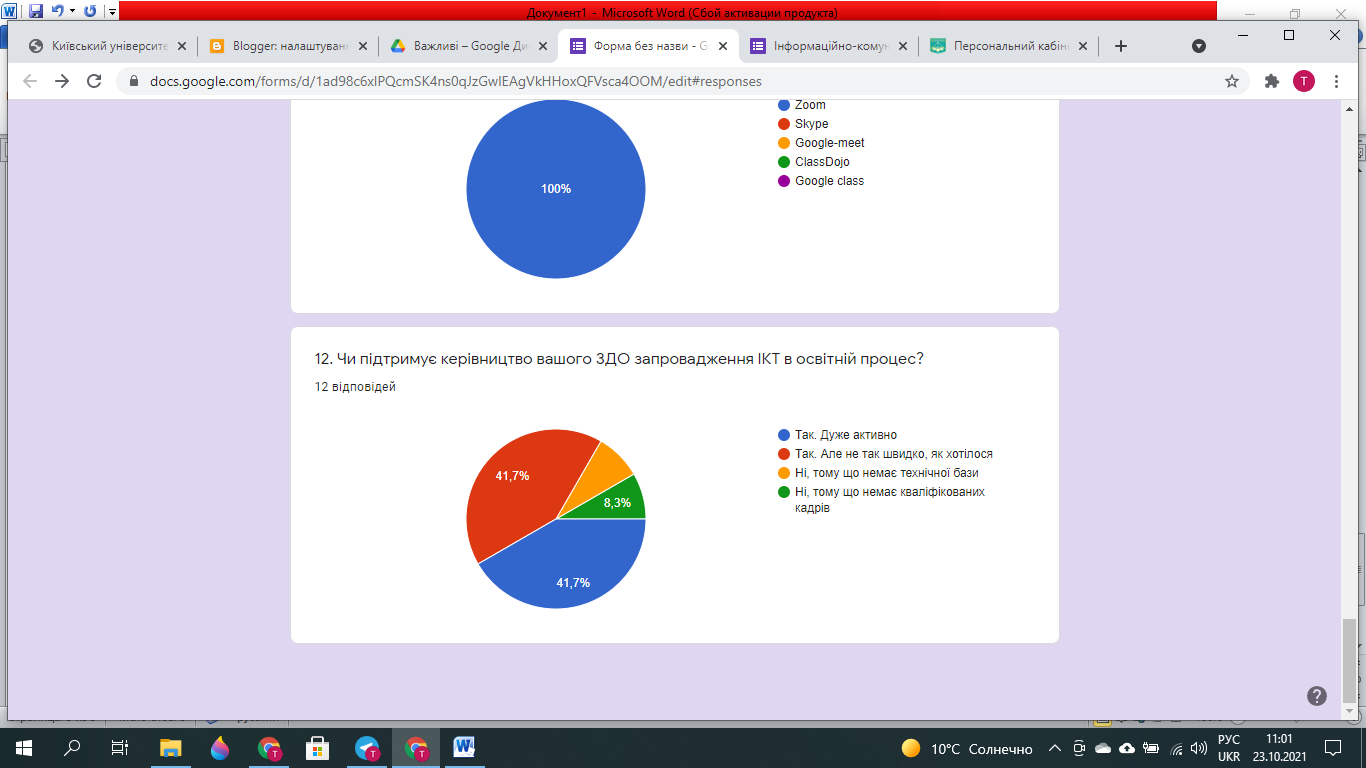 Документ1 - Microsoft Word (Сбой активации продукта)
Київський університе
Blogger: налаштуван
Важливі – Google Ди
Форма без назви - G
Інформаційно-комун
Персональний кабін
docs.google.com/forms/d/1ad98c6xlPQcmSK4ns0qJzGwlEAgVkHHoxQFVsca4OOM/edit#responses
T
100%
Zoom
Skype
Google-meet
ClassDojo
Google class
12. Чи підтримує керівництво вашого ЗДО запровадження ІКТ в освітній процес?
12 відповідей
41,7%
8,3%
41,7%
Так. Дуже активно
Так. Але не так швидко, як хотілося
Ні, тому що немає технічної бази
Ні, тому що немає кваліфікованих
кадрів
10°C Солнечно
РУС
UKR
11:01
23.10.2021